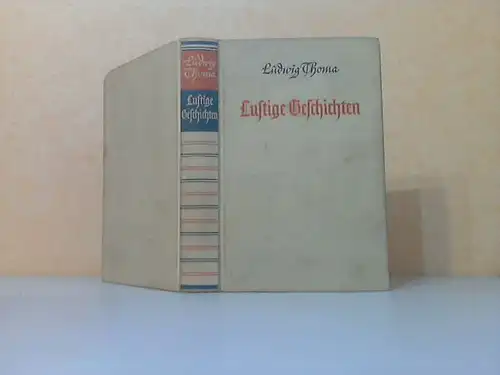 Ludwig
Thoma
Lustige
Geschichten
Ludwig Thoma
Lustige Geschichten